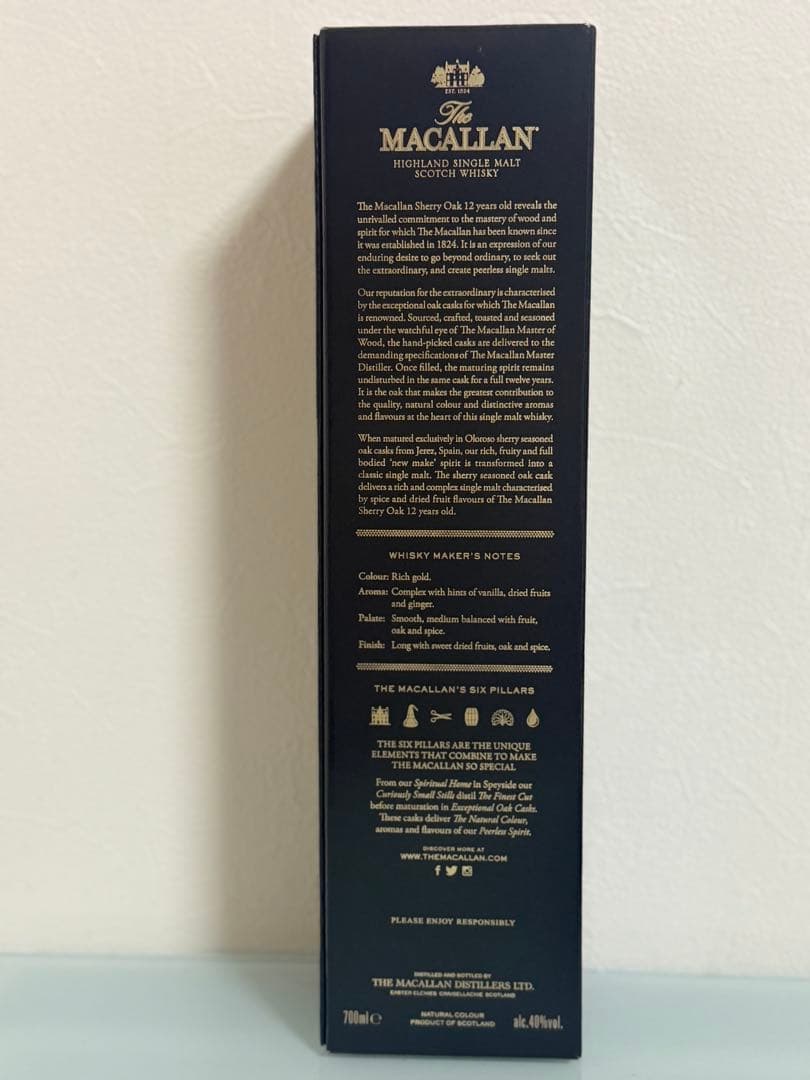 EST. 1824
The
MACALLAN
HIGHLAND SINGLE MALT
SCOTCH WHISKY
The Macallan Sherry Oak 12 years old reveals the
unrivalled commitment to the mastery of wood and
spirit for which The Macallan has been known since
it was established in 1824. It is an expression of our
enduring desire to go beyond ordinary, to seek out
the extraordinary, and create peerless single malts.
Our reputation for the extraordinary is characterised
by the exceptional oak casks for which The Macallan
is renowned. Sourced, crafted, toasted and seasoned
under the watchful eye of The Macallan Master of
Wood, the hand-picked casks are delivered to the
demanding specifications of The Macallan Master
Distiller. Once filled, the maturing spirit remains
undisturbed in the same cask for a full twelve years.
It is the oak that makes the greatest contribution to
the quality, natural colour and distinctive aromas
and flavours at the heart of this single malt whisky.
When matured exclusively in Oloroso sherry seasoned
oak casks from Jerez, Spain, our rich, fruity and full
bodied 'new make' spirit is transformed into a
classic single malt. The sherry seasoned oak cask
delivers a rich and complex single malt characterised
by spice and dried fruit flavours of The Macallan
Sherry Oak 12 years old.
WHISKY MAKER'S NOTES
Colour: Rich gold.
Aroma: Complex with hints of vanilla, dried fruits
and ginger.
Palate: Smooth, medium balanced with fruit,
oak and spice.
Finish: Long with sweet dried fruits, oak and spice.
THE MACALLAN'S SIX PILLARS
THE SIX PILLARS ARE THE UNIQUE
ELEMENTS THAT COMBINE TO MAKE
THE MACALLAN SO SPECIAL
From our Spiritual Home in Speyside our
Curiously Small Stills distil The Finest Cut
before maturation in Exceptional Oak Casks.
These casks deliver The Natural Colour,
aromas and flavours of our Peerless Spirit.
DISCOVER MORE AT
WWW.THEMACALLAN.COM
PLEASE ENJOY RESPONSIBLY
DISTILLED AND BOTTLED BY
THE MACALLAN DISTILLERS LTD.
EASTER ELCHIES CRAIGELLACHIE SCOTLAND
700ml ℮ NATURAL COLOUR
PRODUCT OF SCOTLAND alc.40%vol.